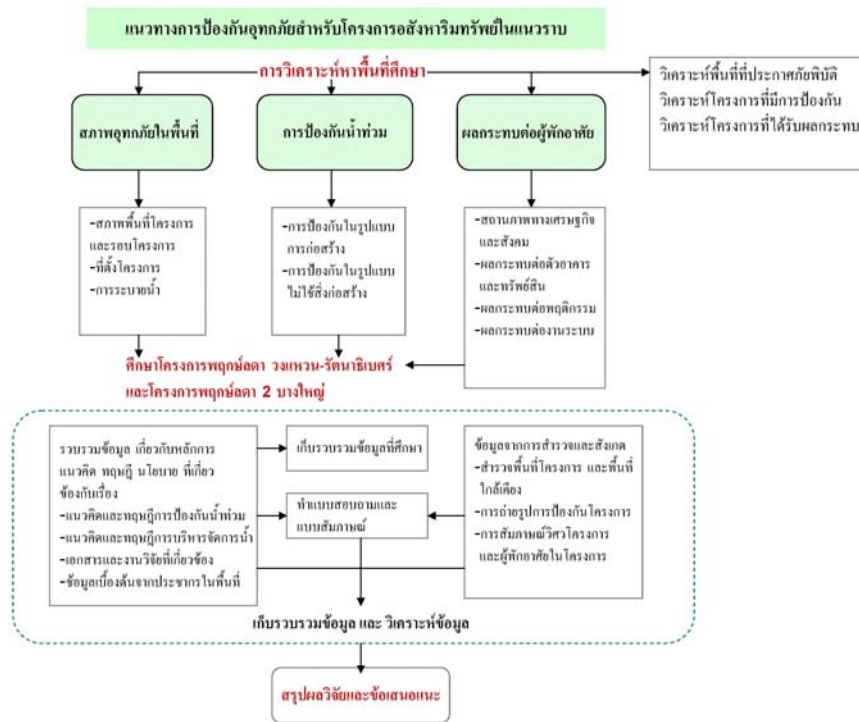 แนวทางการป้องกันอุทกภัยสำหรับโครงการอสังหาริมทรัพย์ในแนวราบ
การวิเคราะห์หาพื้นที่ศึกษา
วิเคราะห์พื้นที่ที่ประกาศภัยพิบัติ
วิเคราะห์โครงการที่มีการป้องกัน
วิเคราะห์โครงการที่ได้รับผลกระทบ
สภาพอุทกภัยในพื้นที่
การป้องกันน้ำท่วม
ผลกระทบต่อผู้พักอาศัย
-สภาพพื้นที่โครงการ
และรอบโครงการ
-ที่ตั้งโครงการ
-การระบายน้ำ
-การป้องกันในรูปแบบ
การก่อสร้าง
-การป้องกันในรูปแบบ
ไม่ใช้สิ่งก่อสร้าง
-สถานภาพทางเศรษฐกิจ
และสังคม
-ผลกระทบต่อตัวอาคาร
และทรัพย์สิน
-ผลกระทบต่อพฤติกรรม
-ผลกระทบต่องานระบบ
ศึกษาโครงการพฤกษ์ลดา วงแหวน-รัตนาธิเบศร์
และโครงการพฤกษ์ลดา 2 บางใหญ่
รวบรวมข้อมูล เกี่ยวกับหลักการ
แนวคิด ทฤษฎี นโยบาย ที่เกี่ยว
ข้องกับเรื่อง
-แนวคิดและทฤษฎีการป้องกันน้ำท่วม
-แนวคิดและทฤษฎีการบริหารจัดการน้ำ
-เอกสารและงานวิจัยที่เกี่ยวข้อง
-ข้อมูลเบื้องต้นจากประชากรในพื้นที่
เก็บรวบรวมข้อมูลที่ศึกษา
ทำแบบสอบถามและ
แบบสัมภาษณ์
ข้อมูลจากการสำรวจและสังเกต
-สำรวจพื้นที่โครงการ และพื้นที่
ใกล้เคียง
-การถ่ายรูปการป้องกันโครงการ
-การสัมภาษณ์วิศวโครงการ
และผู้พักอาศัยในโครงการ
เก็บรวบรวมข้อมูล และ วิเคราะห์ข้อมูล
สรุปผลวิจัยและข้อเสนอแนะ